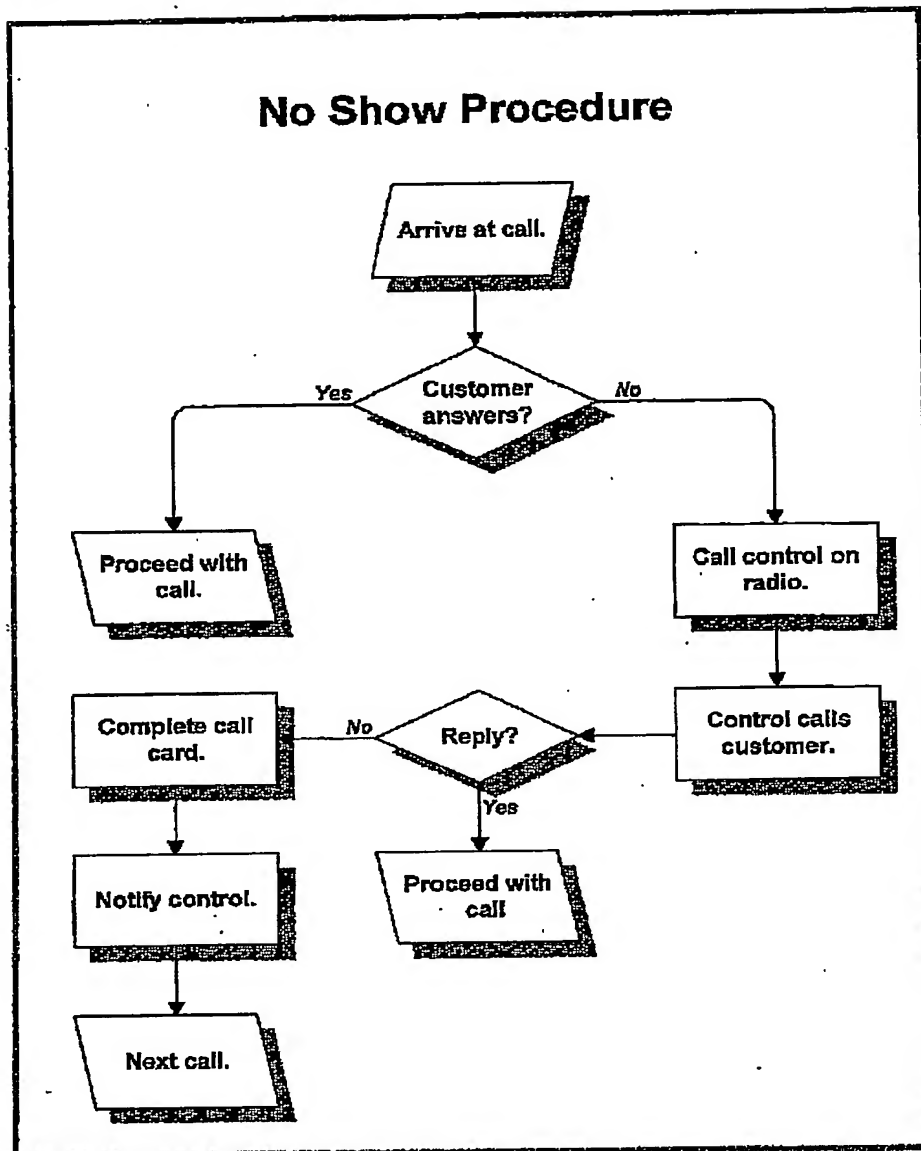 No Show Procedure
Arrive at call.
Customer
answers?
Yes
No
Proceed with
call.
Call control on
radio.
Control calls
customer.
Reply?
No
Yes
Complete call
card.
Proceed with
call
Notify control.
Next call.